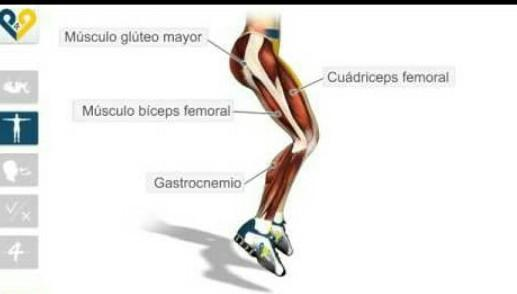 Músculo glúteo mayor
Cuádriceps femoral
Músculo bíceps femoral
Gastrocnemio